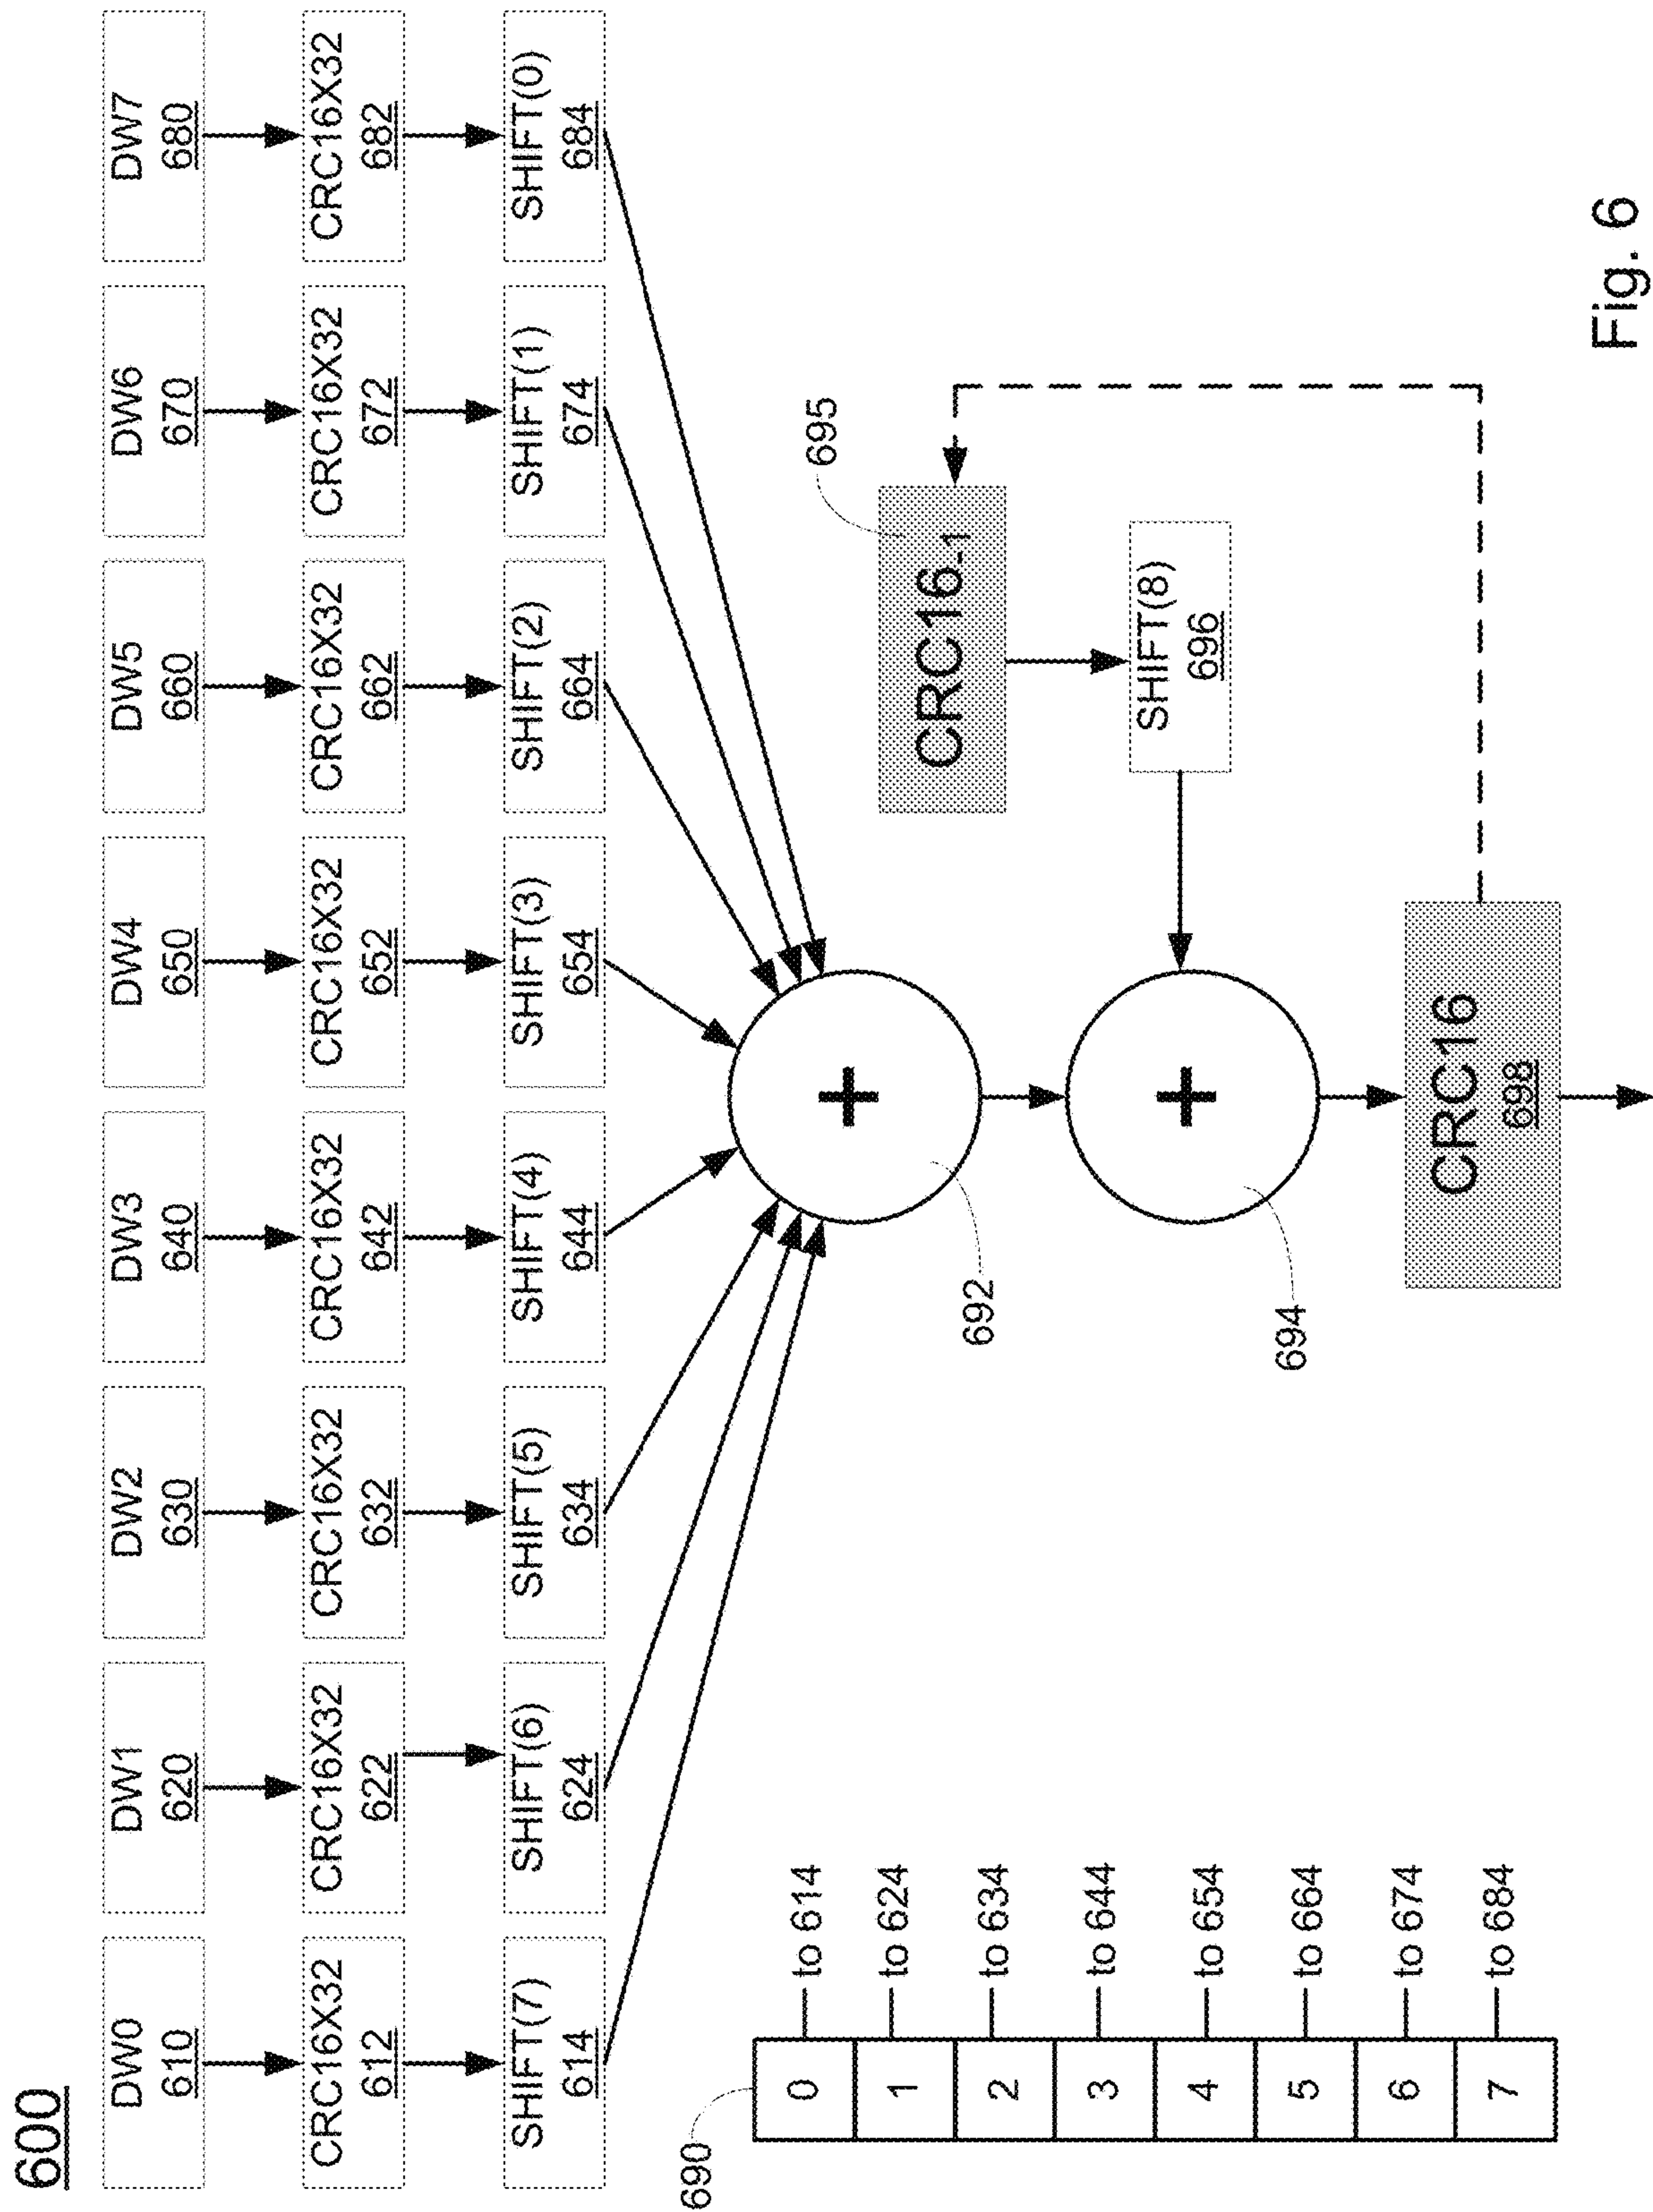 600
DW0
610
DW1
620
DW2
630
DW3
640
DW4
650
DW5
660
DW6
670
DW7
680
CRC16X32
612
CRC16X32
622
CRC16X32
632
CRC16X32
642
CRC16X32
652
CRC16X32
662
CRC16X32
672
CRC16X32
682
SHIFT(7)
614
SHIFT(6)
624
SHIFT(5)
634
SHIFT(4)
644
SHIFT(3)
654
SHIFT(2)
664
SHIFT(1)
674
SHIFT(0)
684
690
0
to 614
1
to 624
2
to 634
3
to 644
4
to 654
5
to 664
6
to 674
7
to 684
+
692
695
CRC16-1
SHIFT(8)
696
+
694
CRC16
698
Fig. 6